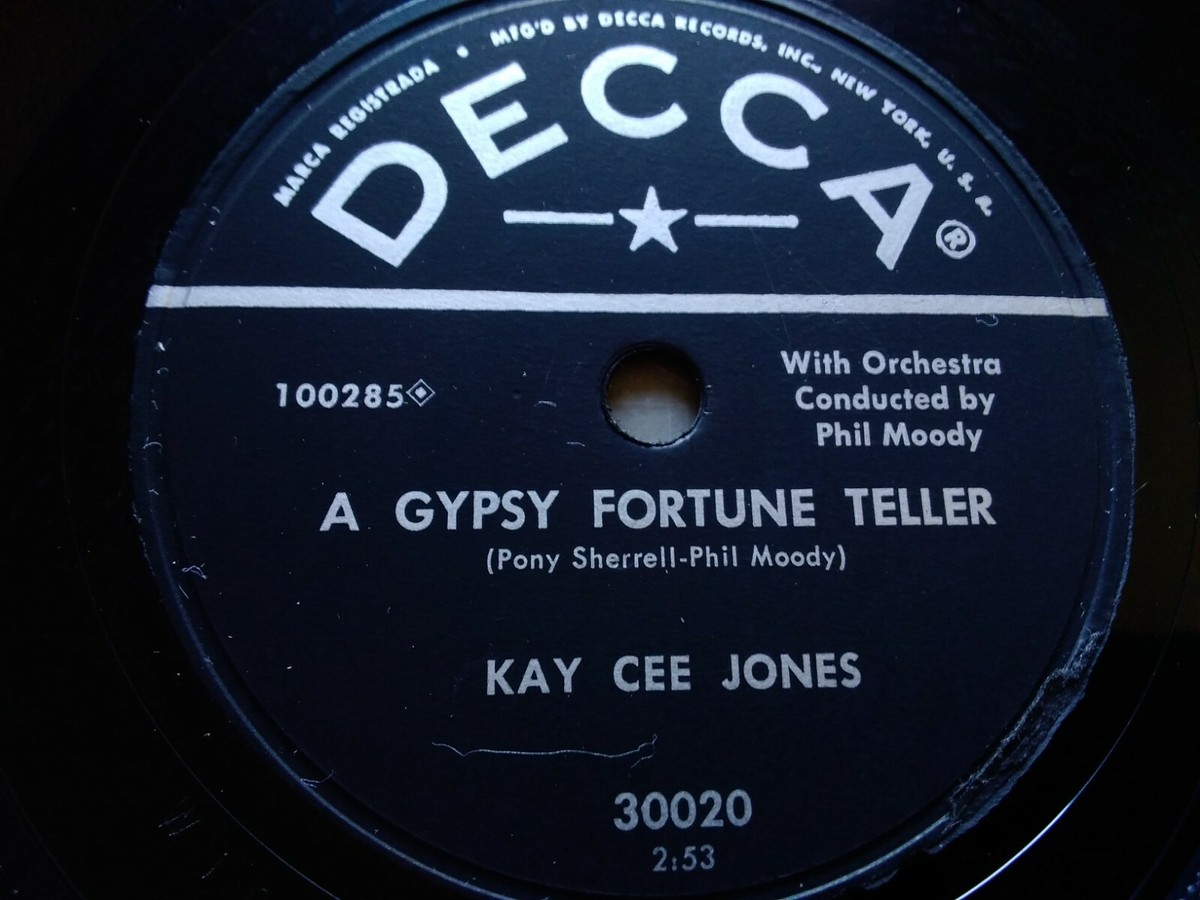 MARCA REGISTRADA • MFG'D BY DECCA RECORDS, INC., NEW YORK, U. S. A.
DECCA®
100285
With Orchestra
Conducted by
Phil Moody
A GYPSY FORTUNE TELLER
(Pony Sherrell-Phil Moody)
KAY CEE JONES
30020
2:53